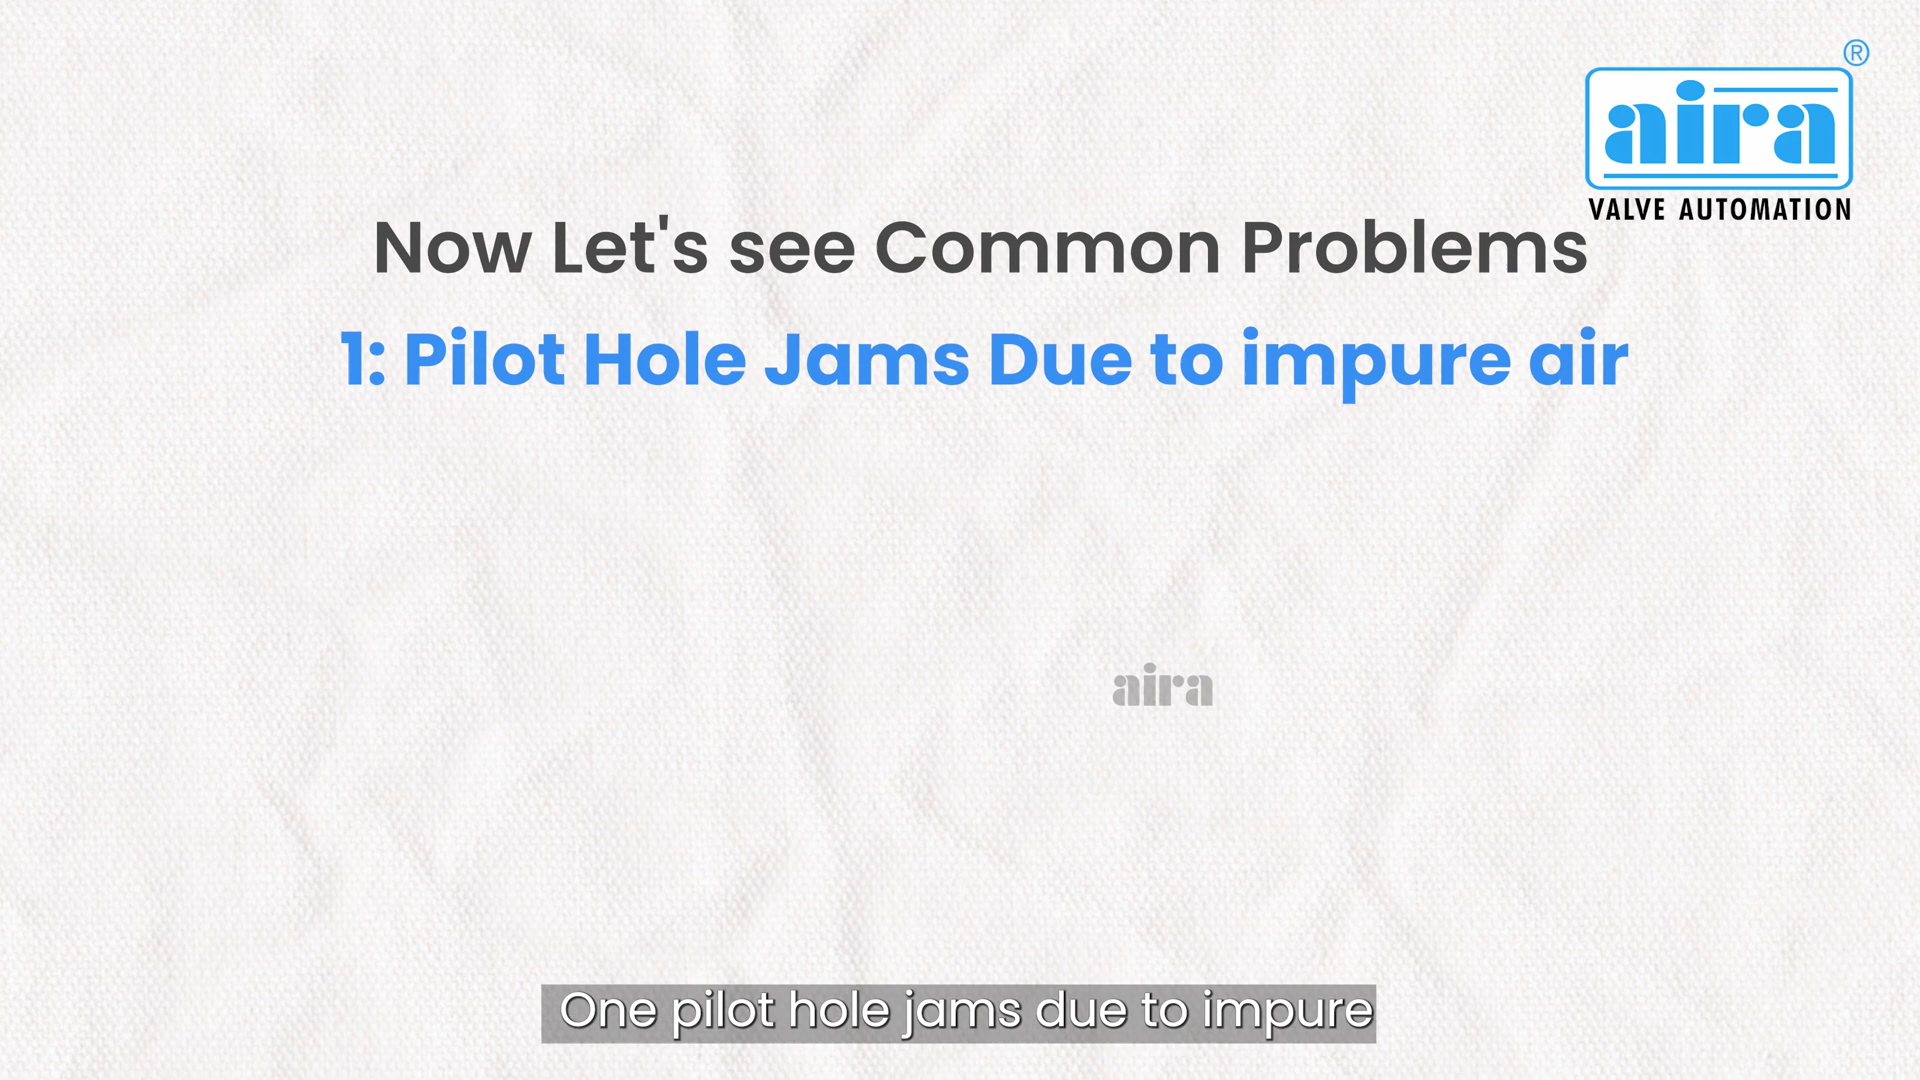 ®
aira
VALVE AUTOMATION
Now Let's see Common Problems
1: Pilot Hole Jams Due to impure air
aira
One pilot hole jams due to impure